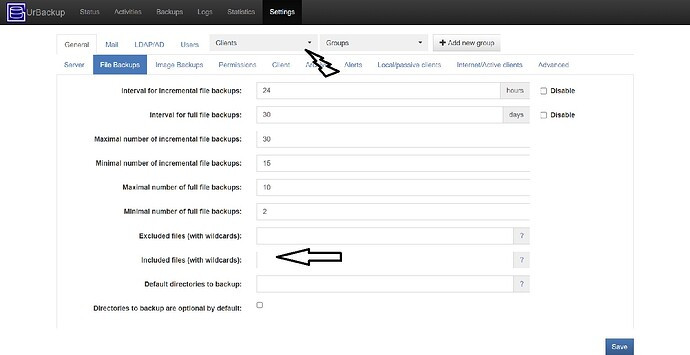 UrBackup Status Activities Backups Logs Statistics Settings
General Mail LDAP/AD Users Clients Groups Add new group
Server File Backups Image Backups Permissions Client Alerts Local/passive clients Internet/Active clients Advanced
Interval for incremental file backups: 24 hours Disable
Interval for full file backups: 30 days Disable
Maximal number of incremental file backups: 30
Minimal number of incremental file backups: 15
Maximal number of full file backups: 10
Minimal number of full file backups: 2
Excluded files (with wildcards): ?
Included files (with wildcards): ?
Default directories to backup: ?
Directories to backup are optional by default:
Save